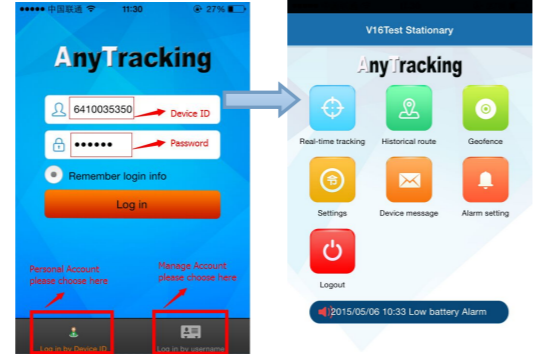 中国联通 11:30 27%
AnyTracking
6410035350
Device ID
Password
Remember login info
Log in
Personal Account
please choose here
Manage Account
please choose here
Log in by Device ID
Log in by username
V16Test Stationary
AnyTracking
Real-time tracking Historical route Geofence
Settings Device message Alarm setting
Logout
2015/05/06 10:33 Low battery Alarm